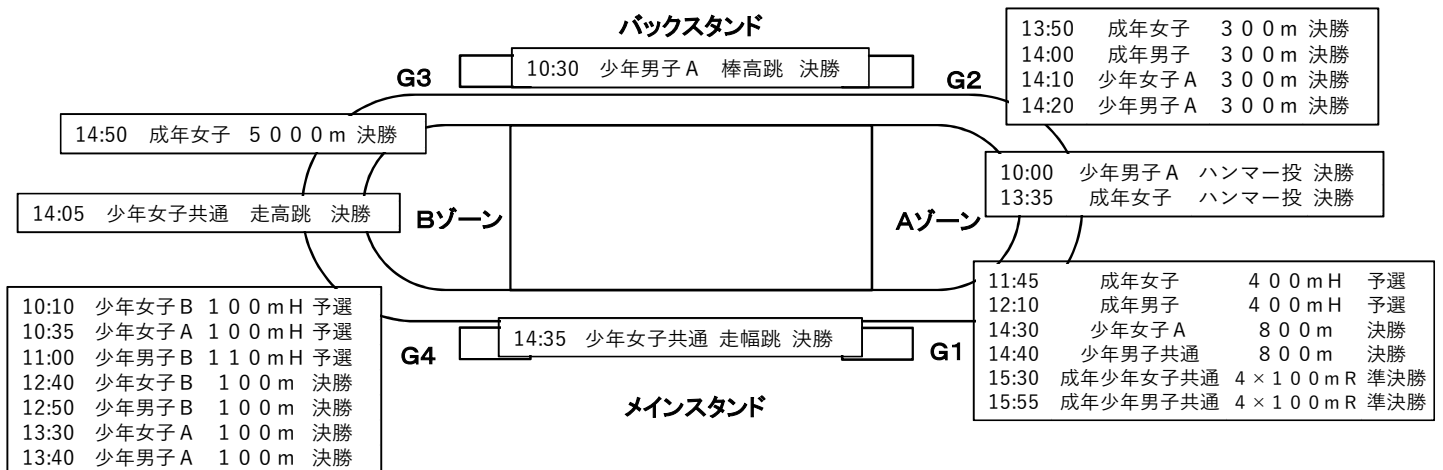 バックスタンド
10:30 少年男子A 棒高跳 決勝
G3
G2
13:50 成年女子 300m 決勝
14:00 成年男子 300m 決勝
14:10 少年女子A 300m 決勝
14:20 少年男子A 300m 決勝
14:50 成年女子 5000m 決勝
10:00 少年男子A ハンマー投 決勝
13:35 成年女子 ハンマー投 決勝
14:05 少年女子共通 走高跳 決勝
Bゾーン
Aゾーン
10:10 少年女子B 100mH 予選
10:35 少年女子A 100mH 予選
11:00 少年男子B 110mH 予選
12:40 少年女子B 100m 決勝
12:50 少年男子B 100m 決勝
13:30 少年女子A 100m 決勝
13:40 少年男子A 100m 決勝
G4
14:35 少年女子共通 走幅跳 決勝
G1
メインスタンド
11:45 成年女子 400mH 予選
12:10 成年男子 400mH 予選
14:30 少年女子A 800m 決勝
14:40 少年男子共通 800m 決勝
15:30 成年少年女子共通 4×100mR 準決勝
15:55 成年少年男子共通 4×100mR 準決勝